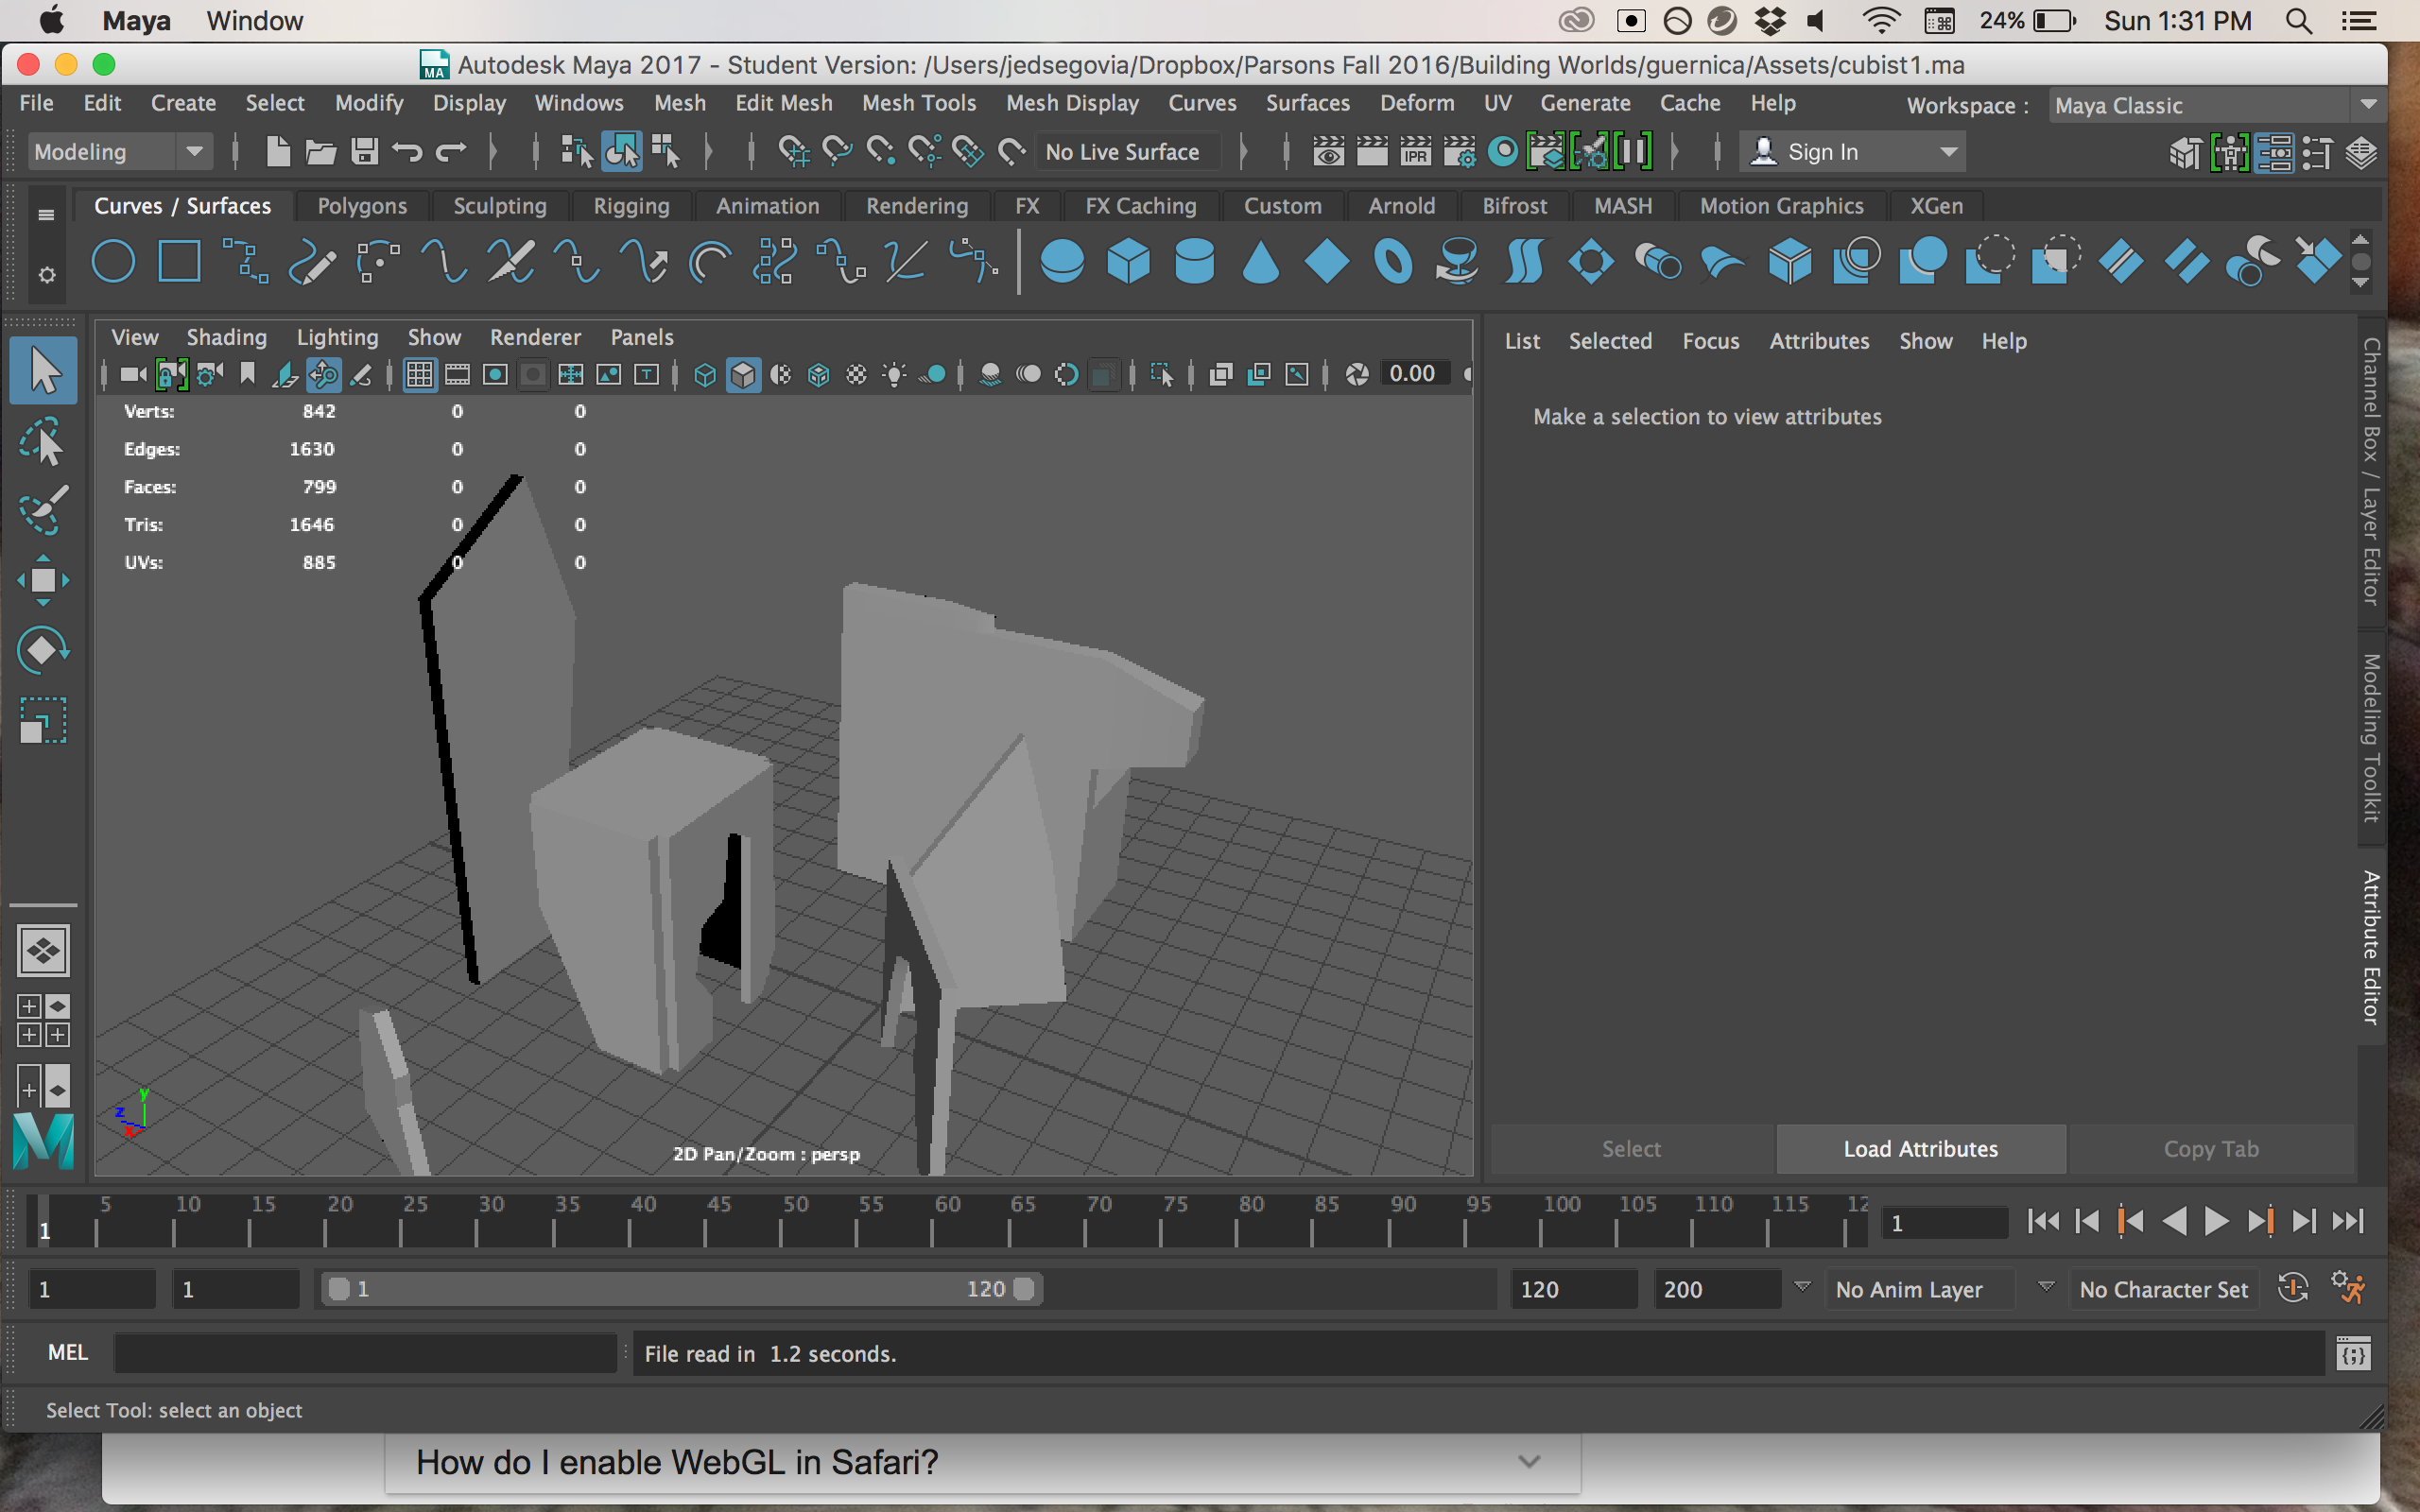 Maya Window 24% Sun 1:31 PM
MA Autodesk Maya 2017 - Student Version: /Users/jedsegovia/Dropbox/Parsons Fall 2016/Building Worlds/guernica/Assets/cubist1.ma
File Edit Create Select Modify Display Windows Mesh Edit Mesh Mesh Tools Mesh Display Curves Surfaces Deform UV Generate Cache Help Workspace : Maya Classic
Modeling No Live Surface IPR Sign In
Curves / Surfaces Polygons Sculpting Rigging Animation Rendering FX FX Caching Custom Arnold Bifrost MASH Motion Graphics XGen
View Shading Lighting Show Renderer Panels
List Selected Focus Attributes Show Help
0.00
Make a selection to view attributes
Verts: 842 0 0
Edges: 1630 0 0
Faces: 799 0 0
Tris: 1646 0 0
UVs: 885 0 0
Channel Box / Layer Editor
Modeling Toolkit
Attribute Editor
y
z
x
2D Pan/Zoom : persp
Select Load Attributes Copy Tab
5 10 15 20 25 30 35 40 45 50 55 60 65 70 75 80 85 90 95 100 105 110 115 12
1 1
1 1 1 120 120 200 No Anim Layer No Character Set
MEL File read in 1.2 seconds.
Select Tool: select an object
How do I enable WebGL in Safari?